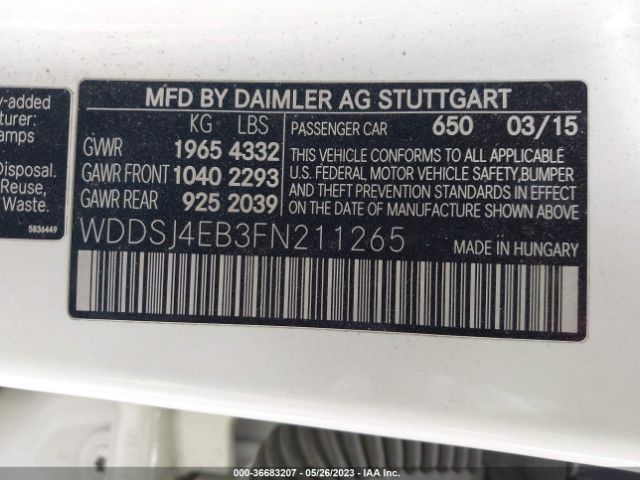 y-added
turer:
amps
Disposal.
Reuse,
Waste.
5836449
MFD BY DAIMLER AG STUTTGART
KG LBS
GWR 1965 4332
GAWR FRONT 1040 2293
GAWR REAR 925 2039
PASSENGER CAR 650 03/15
THIS VEHICLE CONFORMS TO ALL APPLICABLE
U.S. FEDERAL MOTOR VEHICLE SAFETY,BUMPER
AND THEFT PREVENTION STANDARDS IN EFFECT
ON THE DATE OF MANUFACTURE SHOWN ABOVE
WDDSJ4EB3FN211265
MADE IN HUNGARY
000-36683207 - 05/26/2023 - IAA Inc.